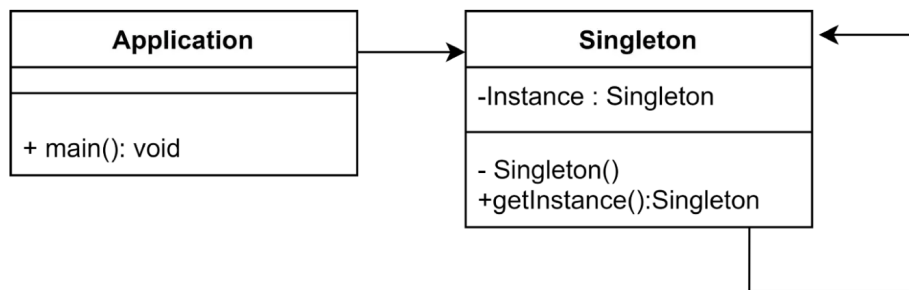 Application
Singleton
-Instance : Singleton
+ main(): void
- Singleton()
+getInstance():Singleton